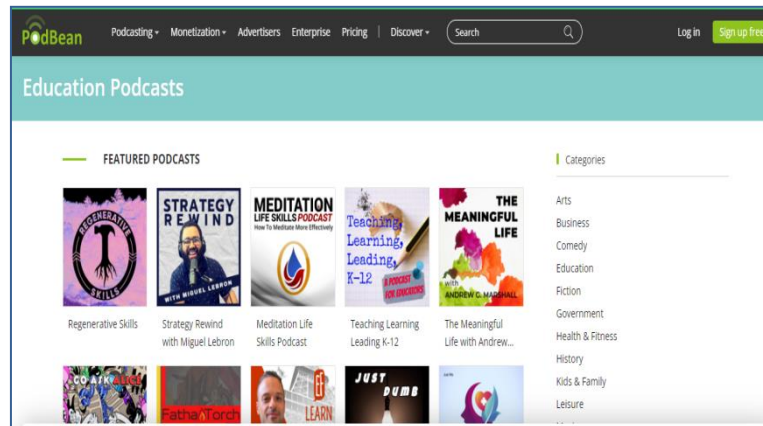 PodBean Podcasting Monetization Advertisers Enterprise Pricing | Discover Search Log in Sign up free
Education Podcasts
FEATURED PODCASTS
REGENERATIVE
SKILLS
STRATEGY
REWIND
WITH MIGUEL LEBRON
MEDITATION
LIFE SKILLS PODCAST
How To Meditate More Effectively
Teaching,
Learning,
Leading,
K-12
A PODCAST
FOR EDUCATORS
THE
MEANINGFUL
LIFE
with
ANDREW G. MARSHALL
Regenerative Skills
Strategy Rewind
with Miguel Lebron
Meditation Life
Skills Podcast
Teaching Learning
Leading K-12
The Meaningful
Life with Andrew...
GO ASK ALICE
Fatha Torch
LEARN
JUST
DUMB
Categories
Arts
Business
Comedy
Education
Fiction
Government
Health & Fitness
History
Kids & Family
Leisure